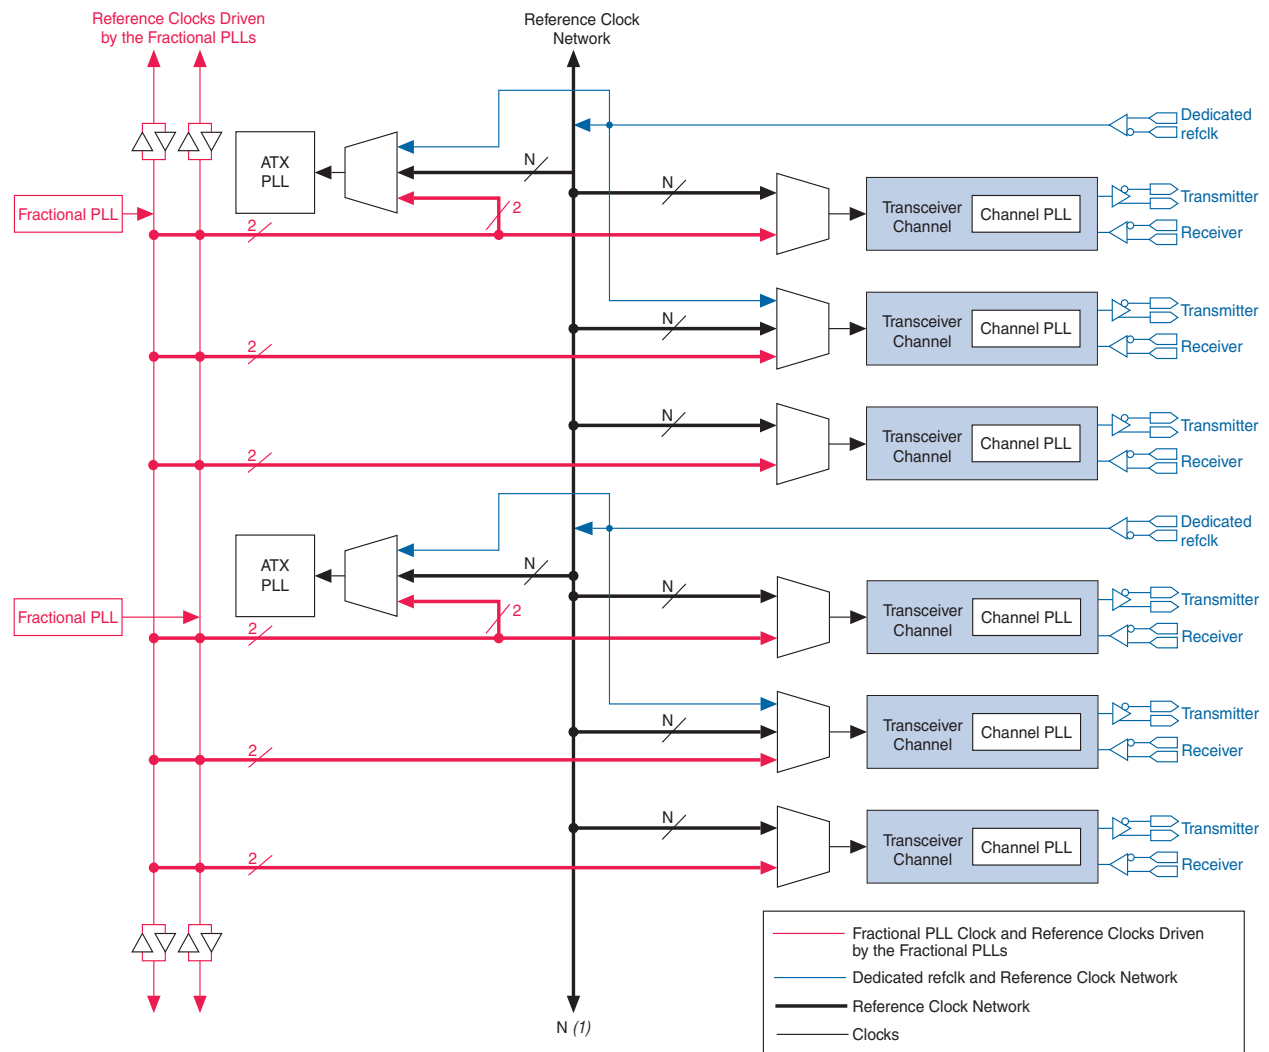 Reference Clocks Driven
by the Fractional PLLs
Reference Clock
Network
Dedicated
refclk
ATX
PLL
N
N
Fractional PLL
2
2
Transceiver
Channel
Channel PLL
Transmitter
Receiver
N
2
Transceiver
Channel
Channel PLL
Transmitter
Receiver
N
2
Transceiver
Channel
Channel PLL
Transmitter
Receiver
Dedicated
refclk
ATX
PLL
N
N
Fractional PLL
2
2
Transceiver
Channel
Channel PLL
Transmitter
Receiver
N
2
Transceiver
Channel
Channel PLL
Transmitter
Receiver
N
2
Transceiver
Channel
Channel PLL
Transmitter
Receiver
N (1)
Fractional PLL Clock and Reference Clocks Driven
by the Fractional PLLs
Dedicated refclk and Reference Clock Network
Reference Clock Network
Clocks